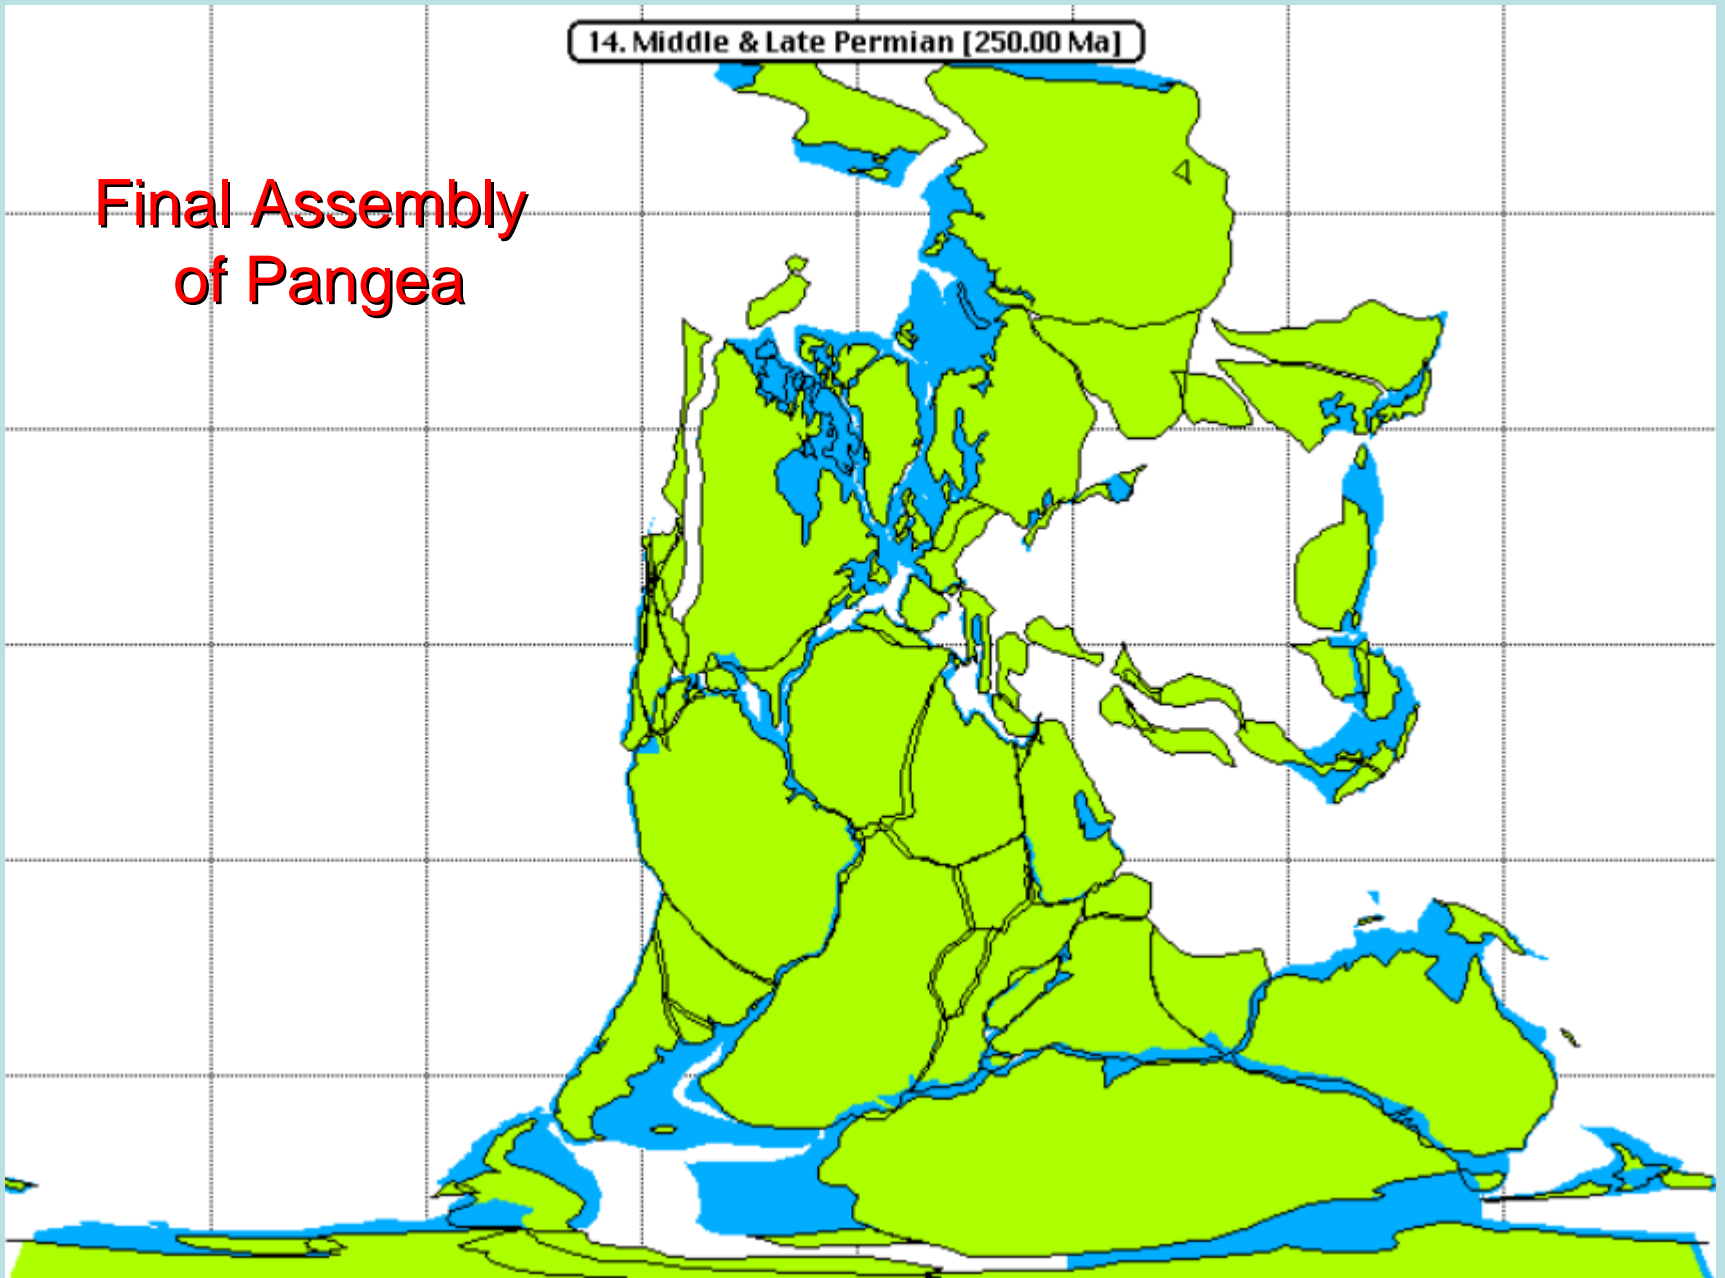 14. Middle & Late Permian [250.00 Ma]
Final Assembly
of Pangea